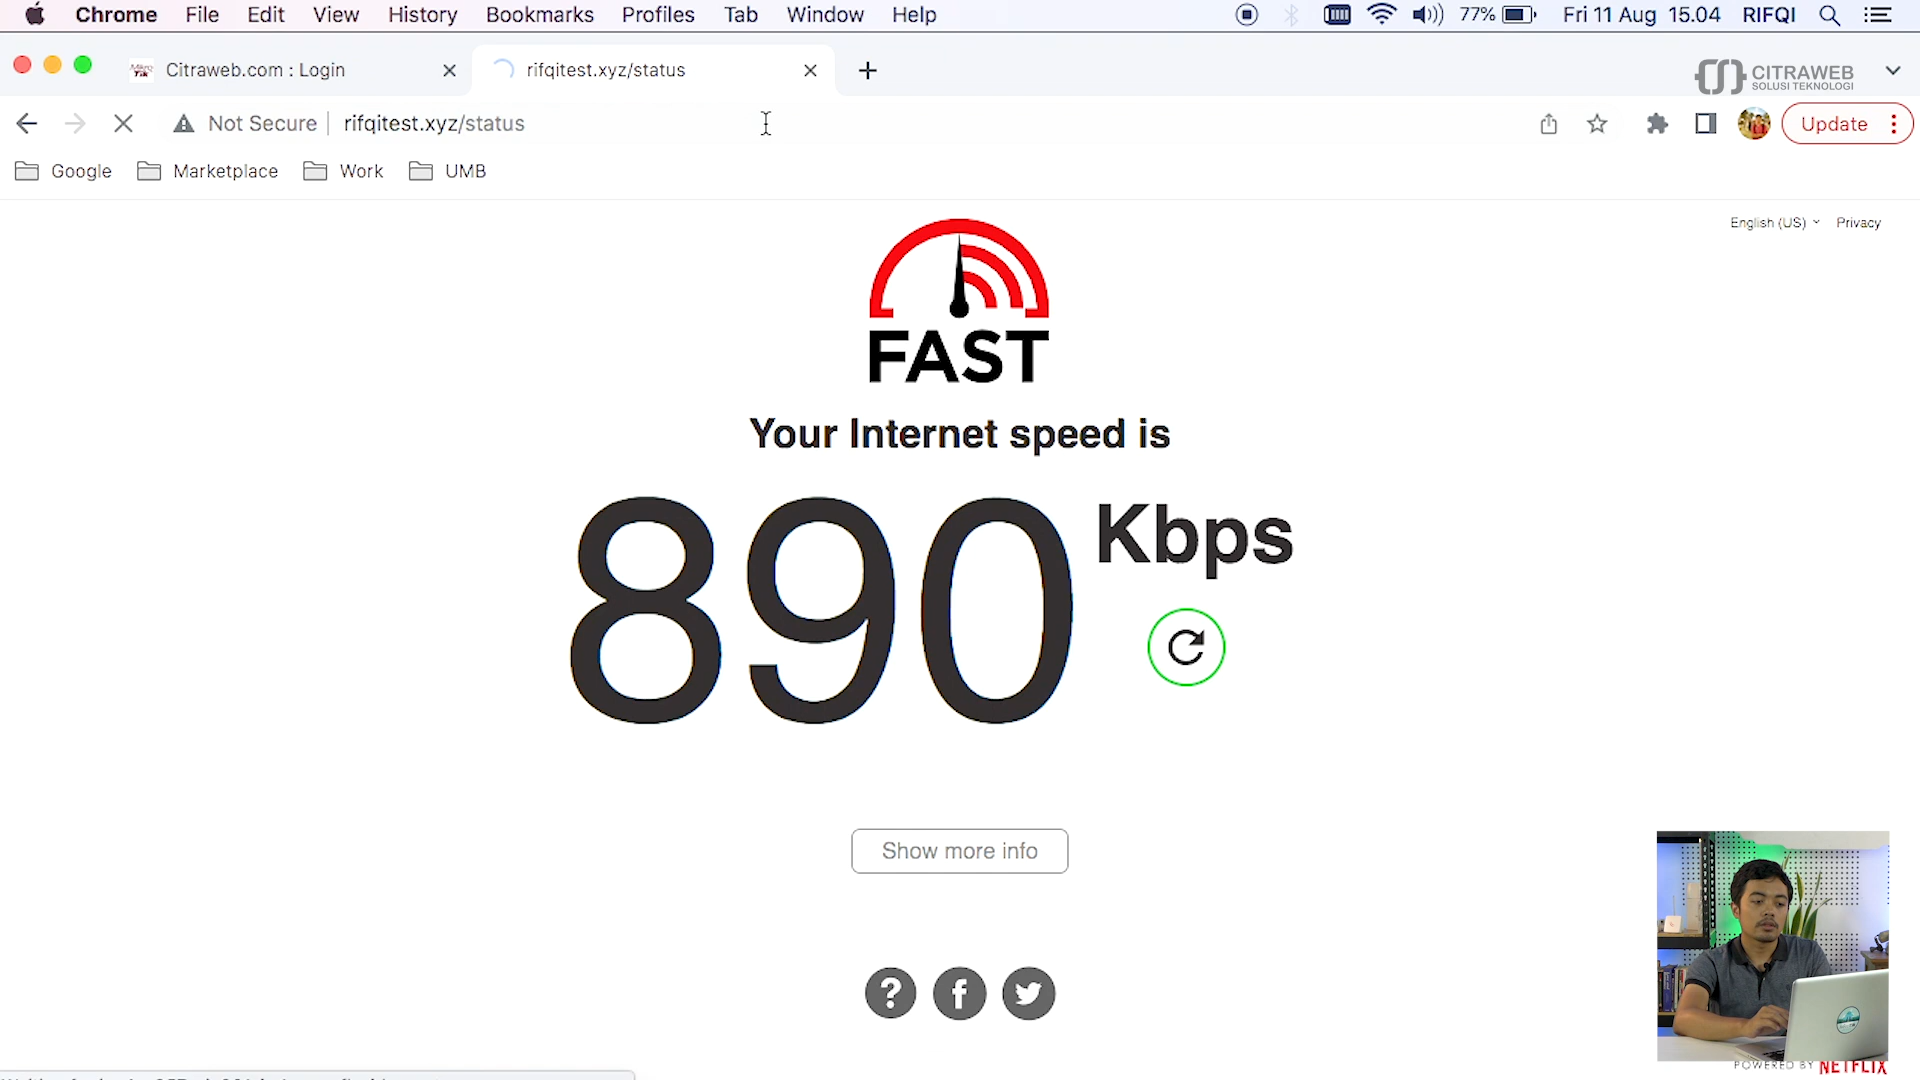 Chrome File Edit View History Bookmarks Profiles Tab Window Help 77% Fri 11 Aug 15.04 RIFQI
Mikro Tik Citraweb.com : Login rifqitest.xyz/status
CITRAWEB
SOLUSI TEKNOLOGI
Not Secure rifqitest.xyz/status Update
Google Marketplace Work UMB
English (US) Privacy
FAST
Your Internet speed is
890 Kbps
Show more info
POWERED BY NETFLIX